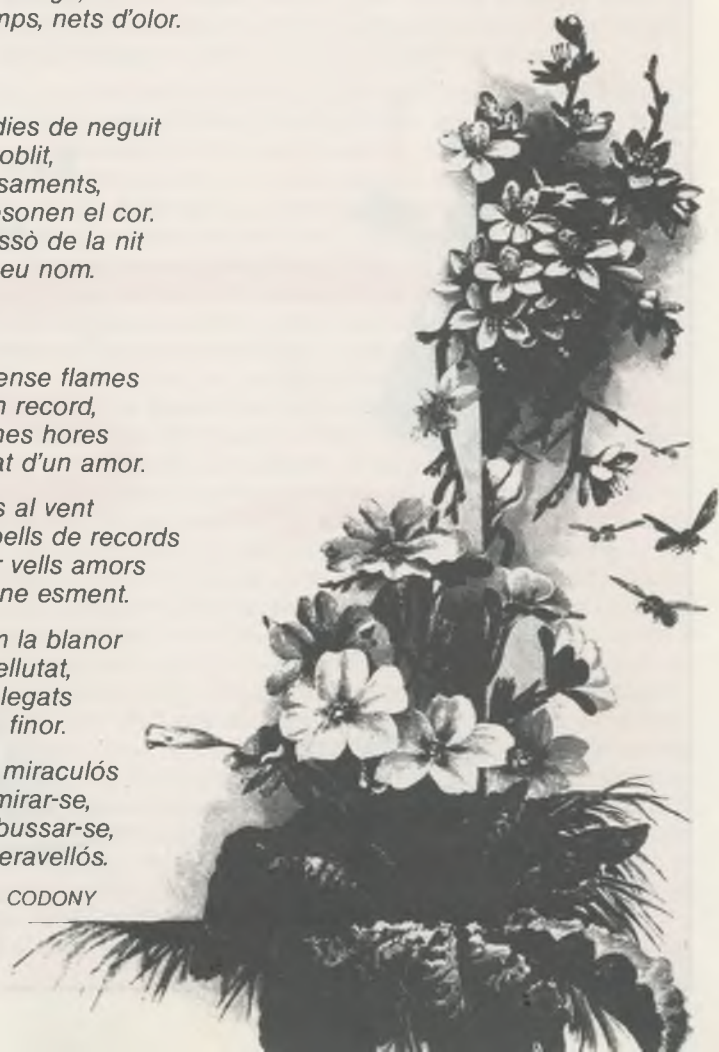 nets d'olor.
dies de neguit
oblit,
saments,
sonen el cor.
ssò de la nit
eu nom.
ense flames
n record,
nes hores
at d'un amor.
s al vent
pells de records
r vells amors
ne esment.
n la blanor
ellutat,
legats
finor.
miraculós
mirar-se,
bussar-se,
eravellós.
CODONY